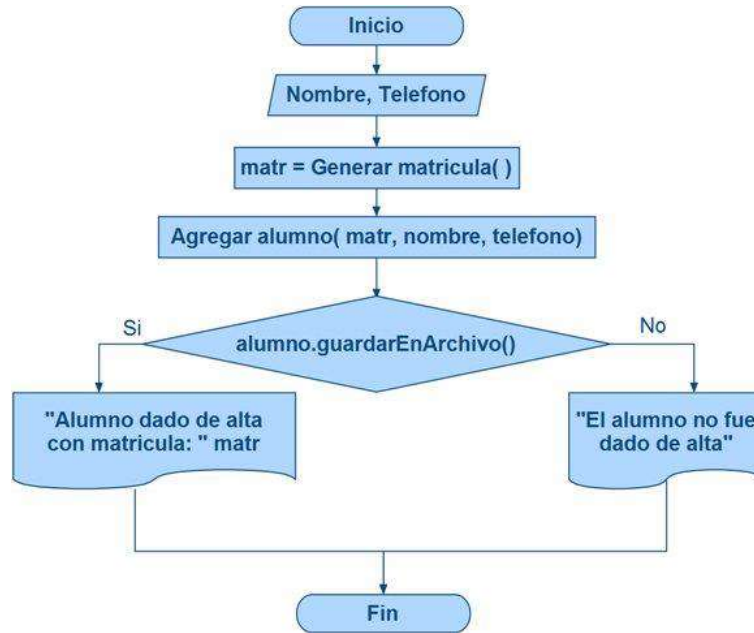 Inicio
Nombre, Telefono
matr = Generar matricula( )
Agregar alumno( matr, nombre, telefono)
Si
No
alumno.guardarEnArchivo()
"Alumno dado de alta
con matricula: " matr
"El alumno no fue
dado de alta"
Fin